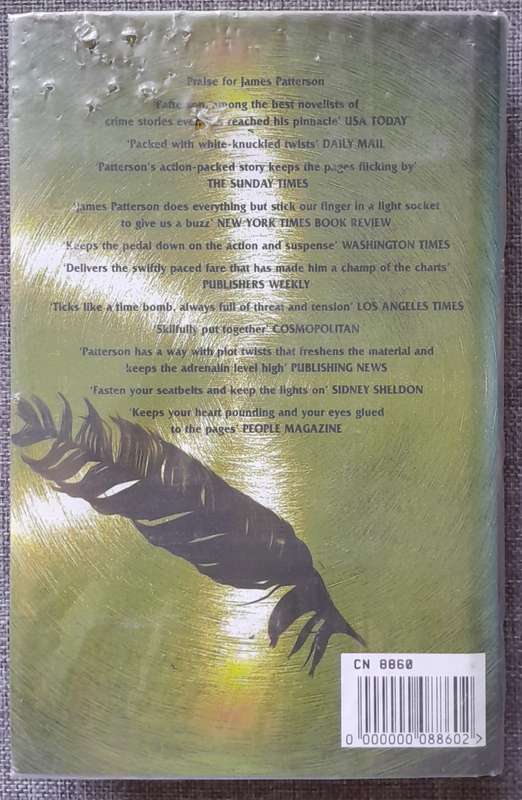 Praise for James Patterson
among the best novelists of
crime stories reached his pinnacle' USA TODAY
'Packed with white-knuckled twists' DAILY MAIL
'Patterson's action-packed story keeps the pages flicking by'
THE SUNDAY TIMES
'James Patterson does everything but stick our finger in a light socket
to give us a buzz' NEW YORK TIMES BOOK REVIEW
'Keeps the pedal down on the action and suspense' WASHINGTON TIMES
'Delivers the swiftly paced fare that has made him a champ of the charts'
PUBLISHERS WEEKLY
'Ticks like a time bomb, always full of threat and tension' LOS ANGELES TIMES
'Skilfully put together' COSMOPOLITAN
'Patterson has a way with plot twists that freshens the material and
keeps the adrenalin level high' PUBLISHING NEWS
'Fasten your seatbelts and keep the lights on' SIDNEY SHELDON
'Keeps your heart pounding and your eyes glued
to the pages' PEOPLE MAGAZINE
CN 8860
0 000000 088602 >